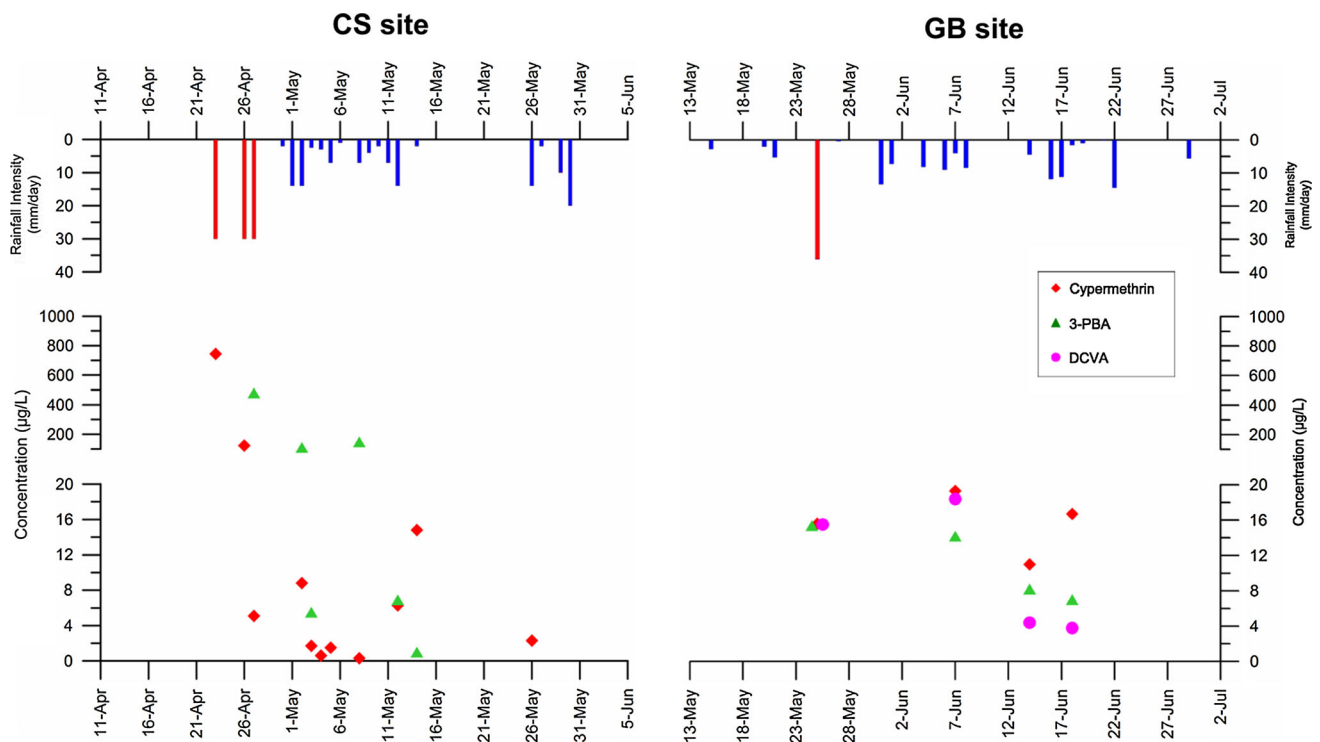 CS site
GB site
11-Apr
16-Apr
21-Apr
26-Apr
1-May
6-May
11-May
16-May
21-May
26-May
31-May
5-Jun
13-May
18-May
23-May
28-May
2-Jun
7-Jun
12-Jun
17-Jun
22-Jun
27-Jun
2-Jul
Rainfall Intensity
(mm/day)
0
10
20
30
40
0
10
20
30
40
Rainfall Intensity
(mm/day)
Cypermethrin
3-PBA
DCVA
Concentration (µg/L)
1000
800
600
400
200
20
16
12
8
4
0
1000
800
600
400
200
20
16
12
8
4
0
Concentration (µg/L)
11-Apr
16-Apr
21-Apr
26-Apr
1-May
6-May
11-May
16-May
21-May
26-May
31-May
5-Jun
13-May
18-May
23-May
28-May
2-Jun
7-Jun
12-Jun
17-Jun
22-Jun
27-Jun
2-Jul